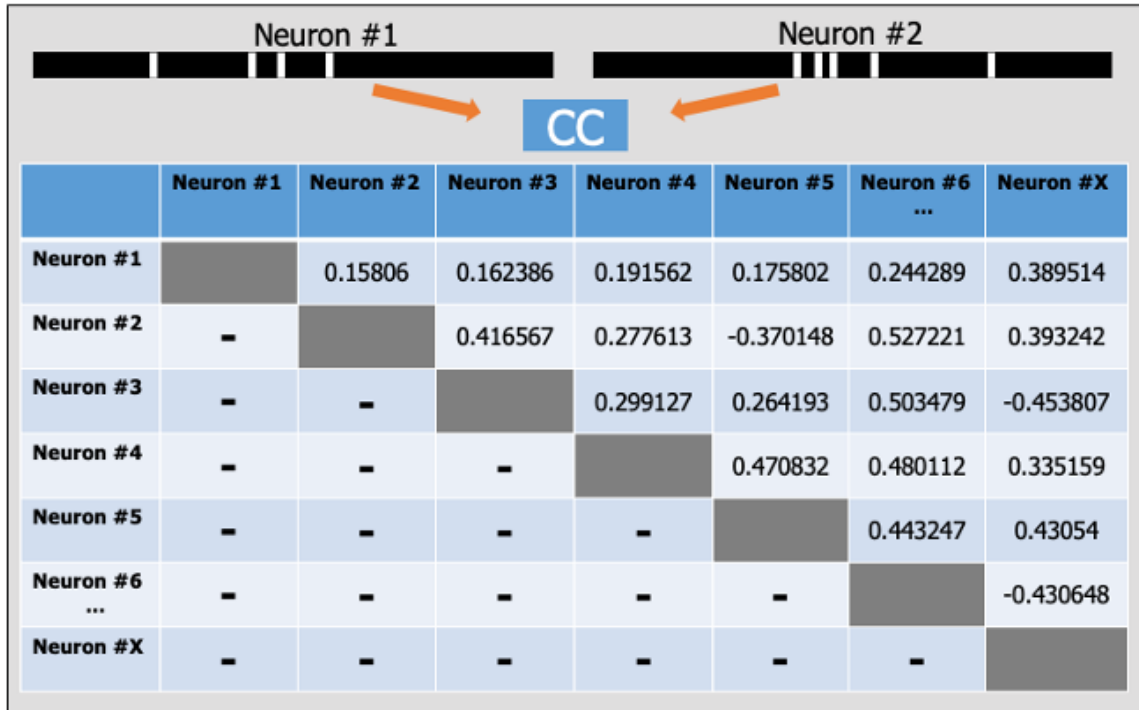 Neuron #1 Neuron #2
CC
Neuron #1 Neuron #2 Neuron #3 Neuron #4 Neuron #5 Neuron #6 ... Neuron #X
Neuron #1 0.15806 0.162386 0.191562 0.175802 0.244289 0.389514
Neuron #2 - 0.416567 0.277613 -0.370148 0.527221 0.393242
Neuron #3 - - 0.299127 0.264193 0.503479 -0.453807
Neuron #4 - - - 0.470832 0.480112 0.335159
Neuron #5 - - - - 0.443247 0.43054
Neuron #6 ... - - - - - -0.430648
Neuron #X - - - - - -